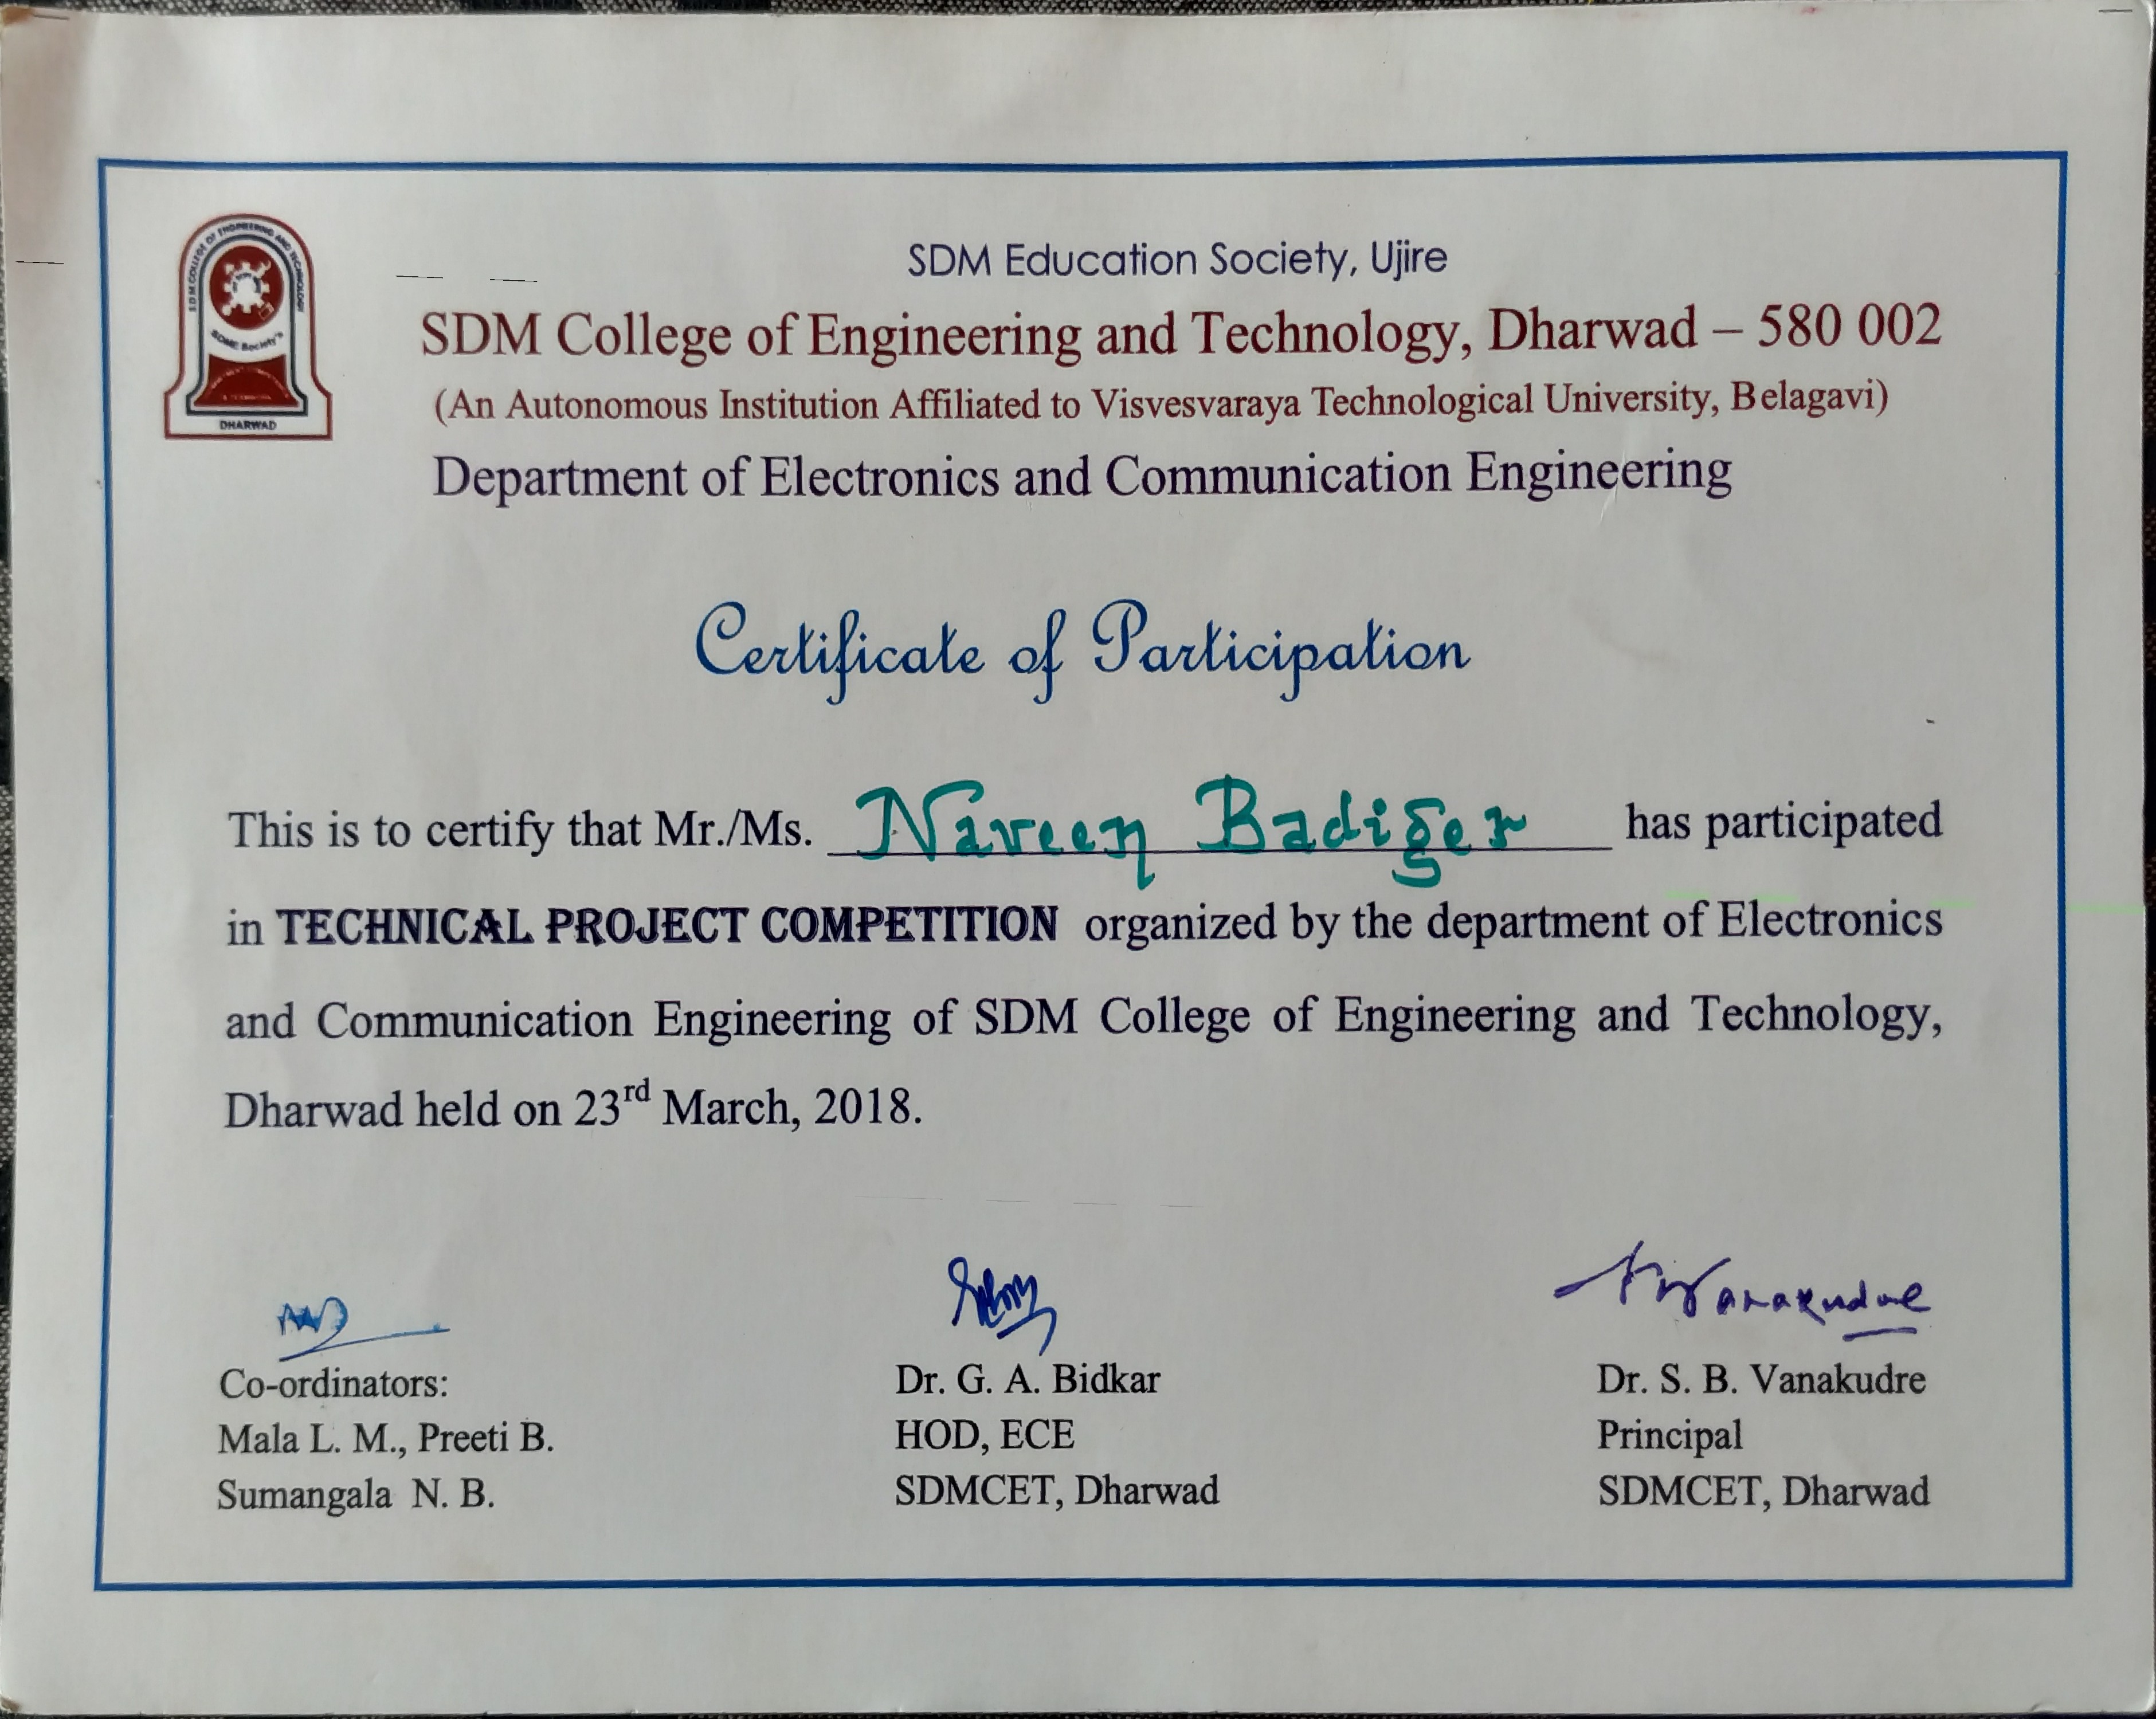 SDM COLLEGE OF ENGINEERING AND TECHNOLOGY
SDME Society's
DHARWAD
SDM Education Society, Ujire
SDM College of Engineering and Technology, Dharwad – 580 002
(An Autonomous Institution Affiliated to Visvesvaraya Technological University, Belagavi)
Department of Electronics and Communication Engineering
Certificate of Participation
This is to certify that Mr./Ms. Naveen Badiger has participated
in TECHNICAL PROJECT COMPETITION organized by the department of Electronics
and Communication Engineering of SDM College of Engineering and Technology,
Dharwad held on 23rd March, 2018.
Vanakudre
Co-ordinators:
Mala L. M., Preeti B.
Sumangala N. B.
Dr. G. A. Bidkar
HOD, ECE
SDMCET, Dharwad
Dr. S. B. Vanakudre
Principal
SDMCET, Dharwad